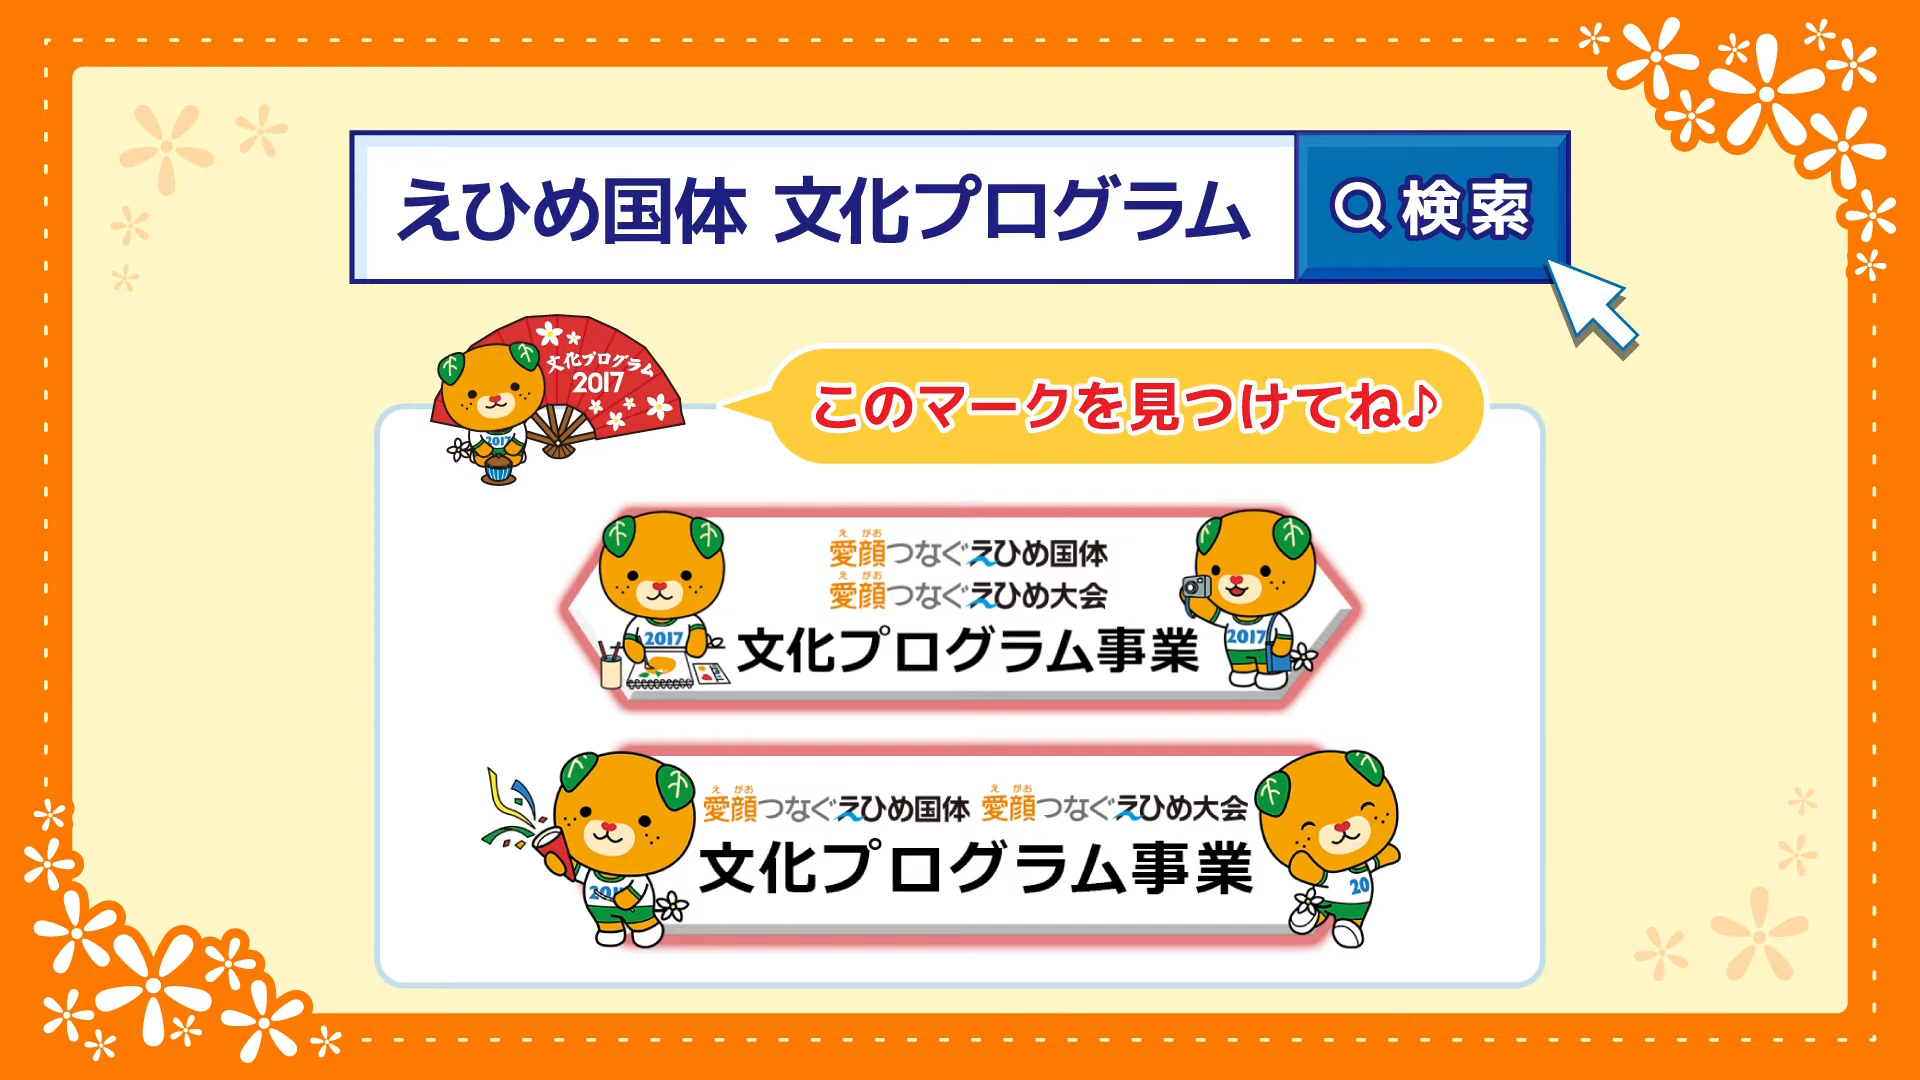 えひめ国体 文化プログラム
検索
文化プログラム
2017
2017
このマークを見つけてね♪
え がお
愛顔つなぐえひめ国体
え がお
愛顔つなぐえひめ大会
文化プログラム事業
2017
2017
え がお え がお
愛顔つなぐえひめ国体 愛顔つなぐえひめ大会
文化プログラム事業
201
20